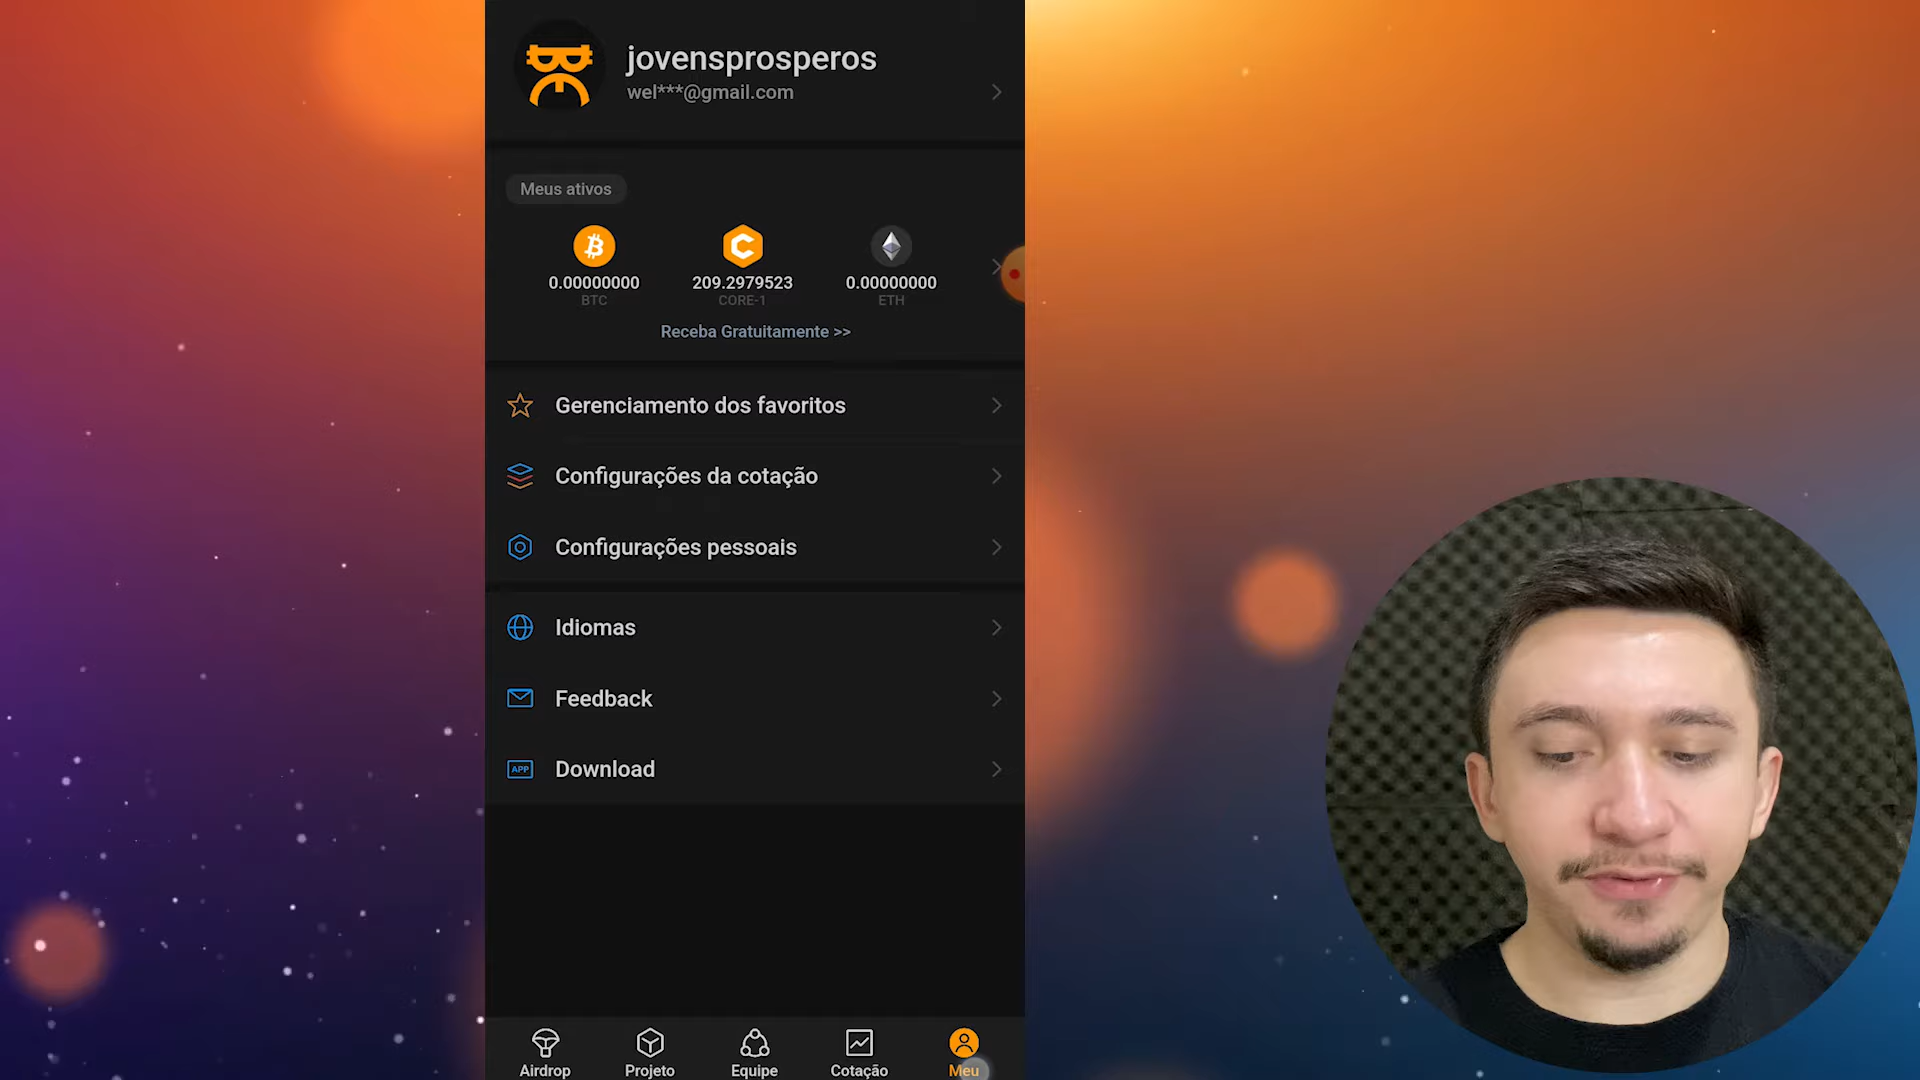 jovensprosperos
wel***@gmail.com
Meus ativos
0.00000000
BTC
209.2979523
CORE-1
0.00000000
ETH
Receba Gratuitamente >>
Gerenciamento dos favoritos
Configurações da cotação
Configurações pessoais
Idiomas
Feedback
APP Download
Airdrop
Projeto
Equipe
Cotação
Meu